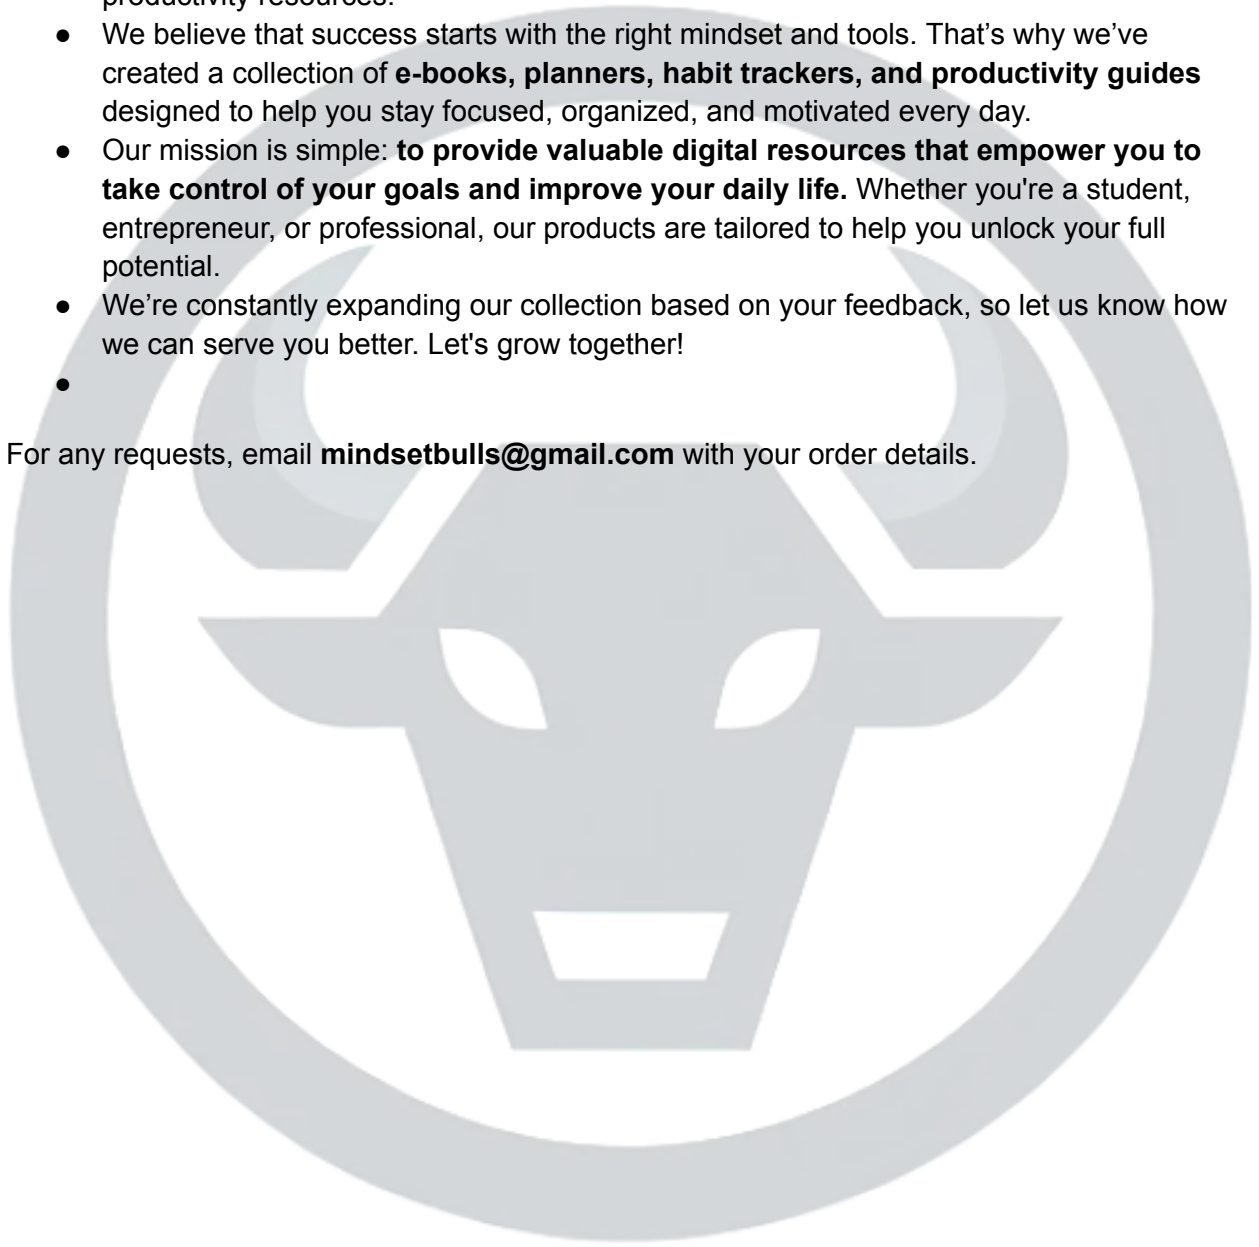 productivity resources.
● We believe that success starts with the right mindset and tools. That’s why we’ve
created a collection of e-books, planners, habit trackers, and productivity guides
designed to help you stay focused, organized, and motivated every day.
● Our mission is simple: to provide valuable digital resources that empower you to
take control of your goals and improve your daily life. Whether you're a student,
entrepreneur, or professional, our products are tailored to help you unlock your full
potential.
● We’re constantly expanding our collection based on your feedback, so let us know how
we can serve you better. Let's grow together!
●
For any requests, email mindsetbulls@gmail.com with your order details.